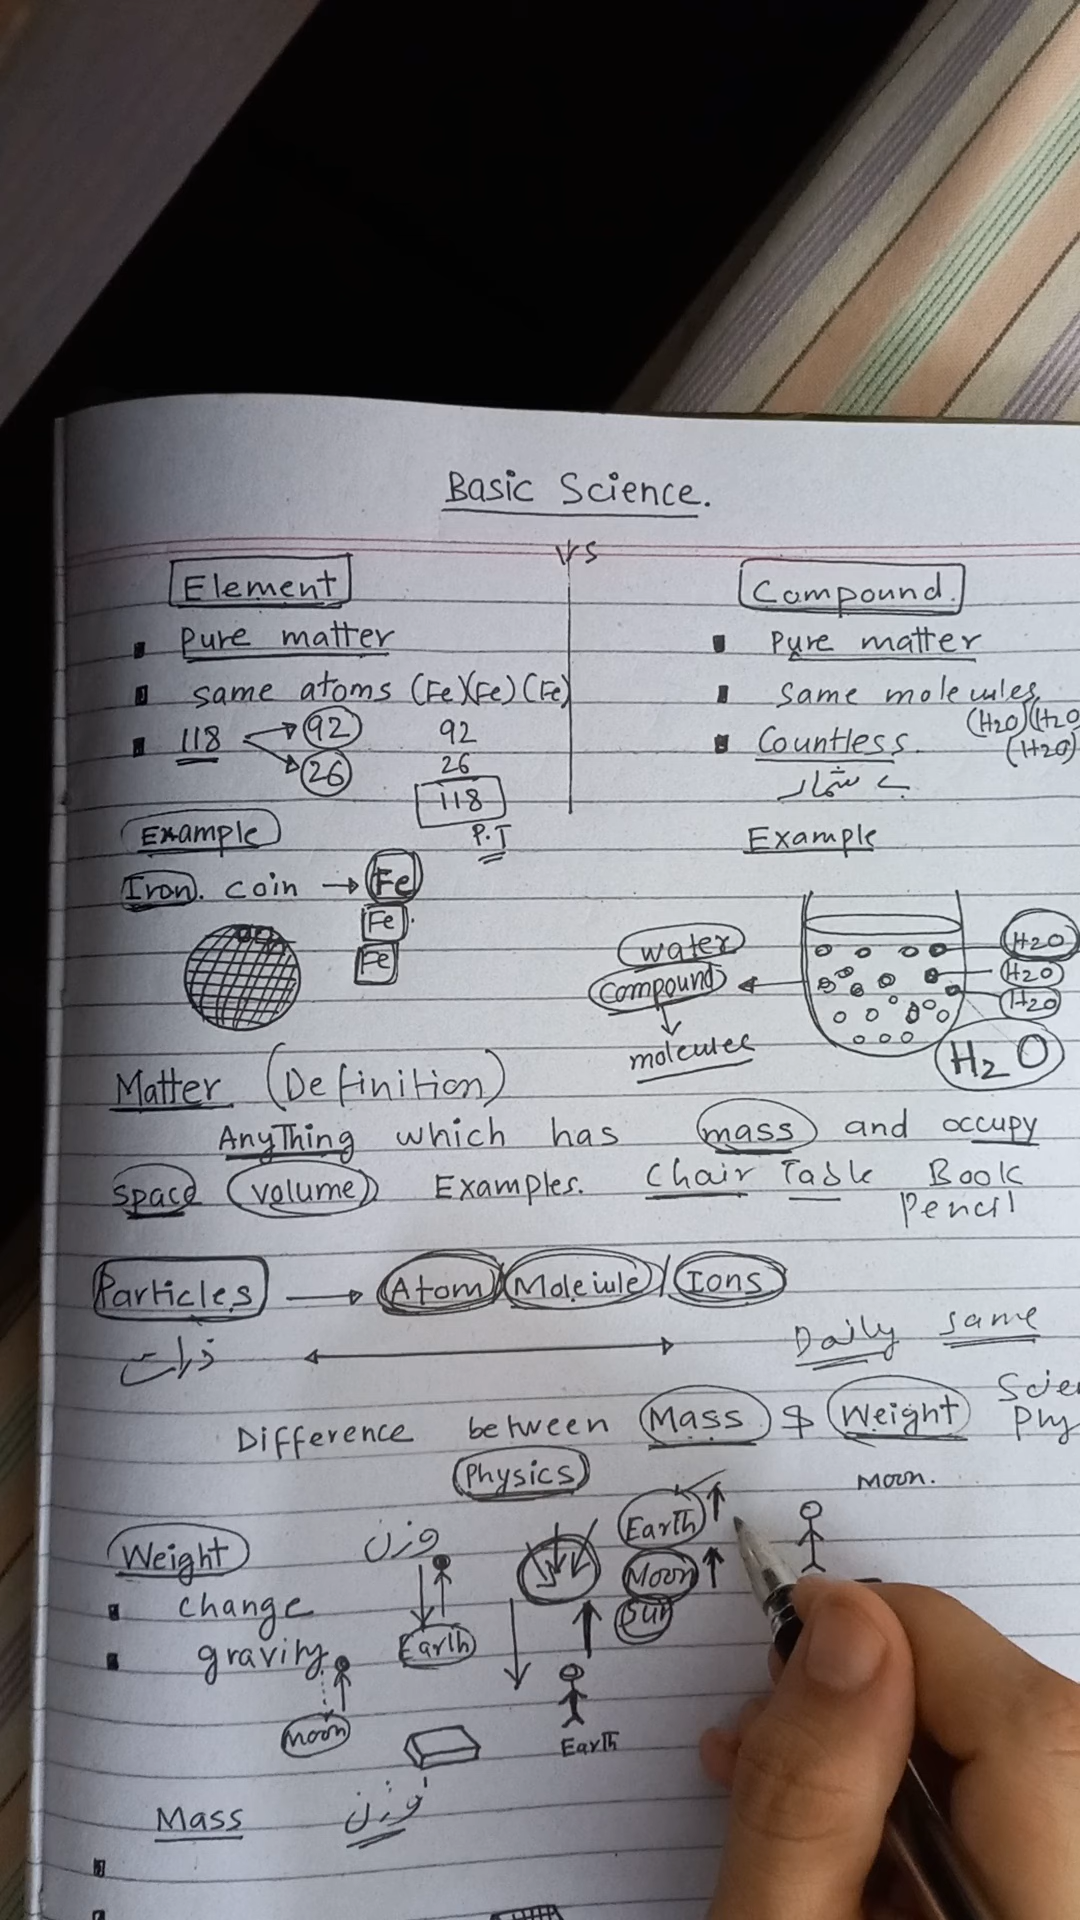 Basic Science.
Vs
Element
Pure matter
same atoms (Fe)(Fe)(Fe)
118 92 92
26 26
118
P.T
Example
Iron. coin → Fe
Fe
Fe
Compound.
Pure matter
Same molecules
(H2O)(H2O
(H2O)
Countless.
بے شمار
Example
water
compound
molecules
H2O
H2O
H2O
H2O
Matter (Definition)
AnyThing which has mass and occupy
space (volume) Examples. Chair Table Book
Pencil
Particles → Atom/Molecule/Ions
ذرات
Daily same
Difference between Mass & Weight
Physics
Moon.
Weight وزن
change
gravity
Earth
Moon
Earth
Moon
Sun
Earth
Mass وزن